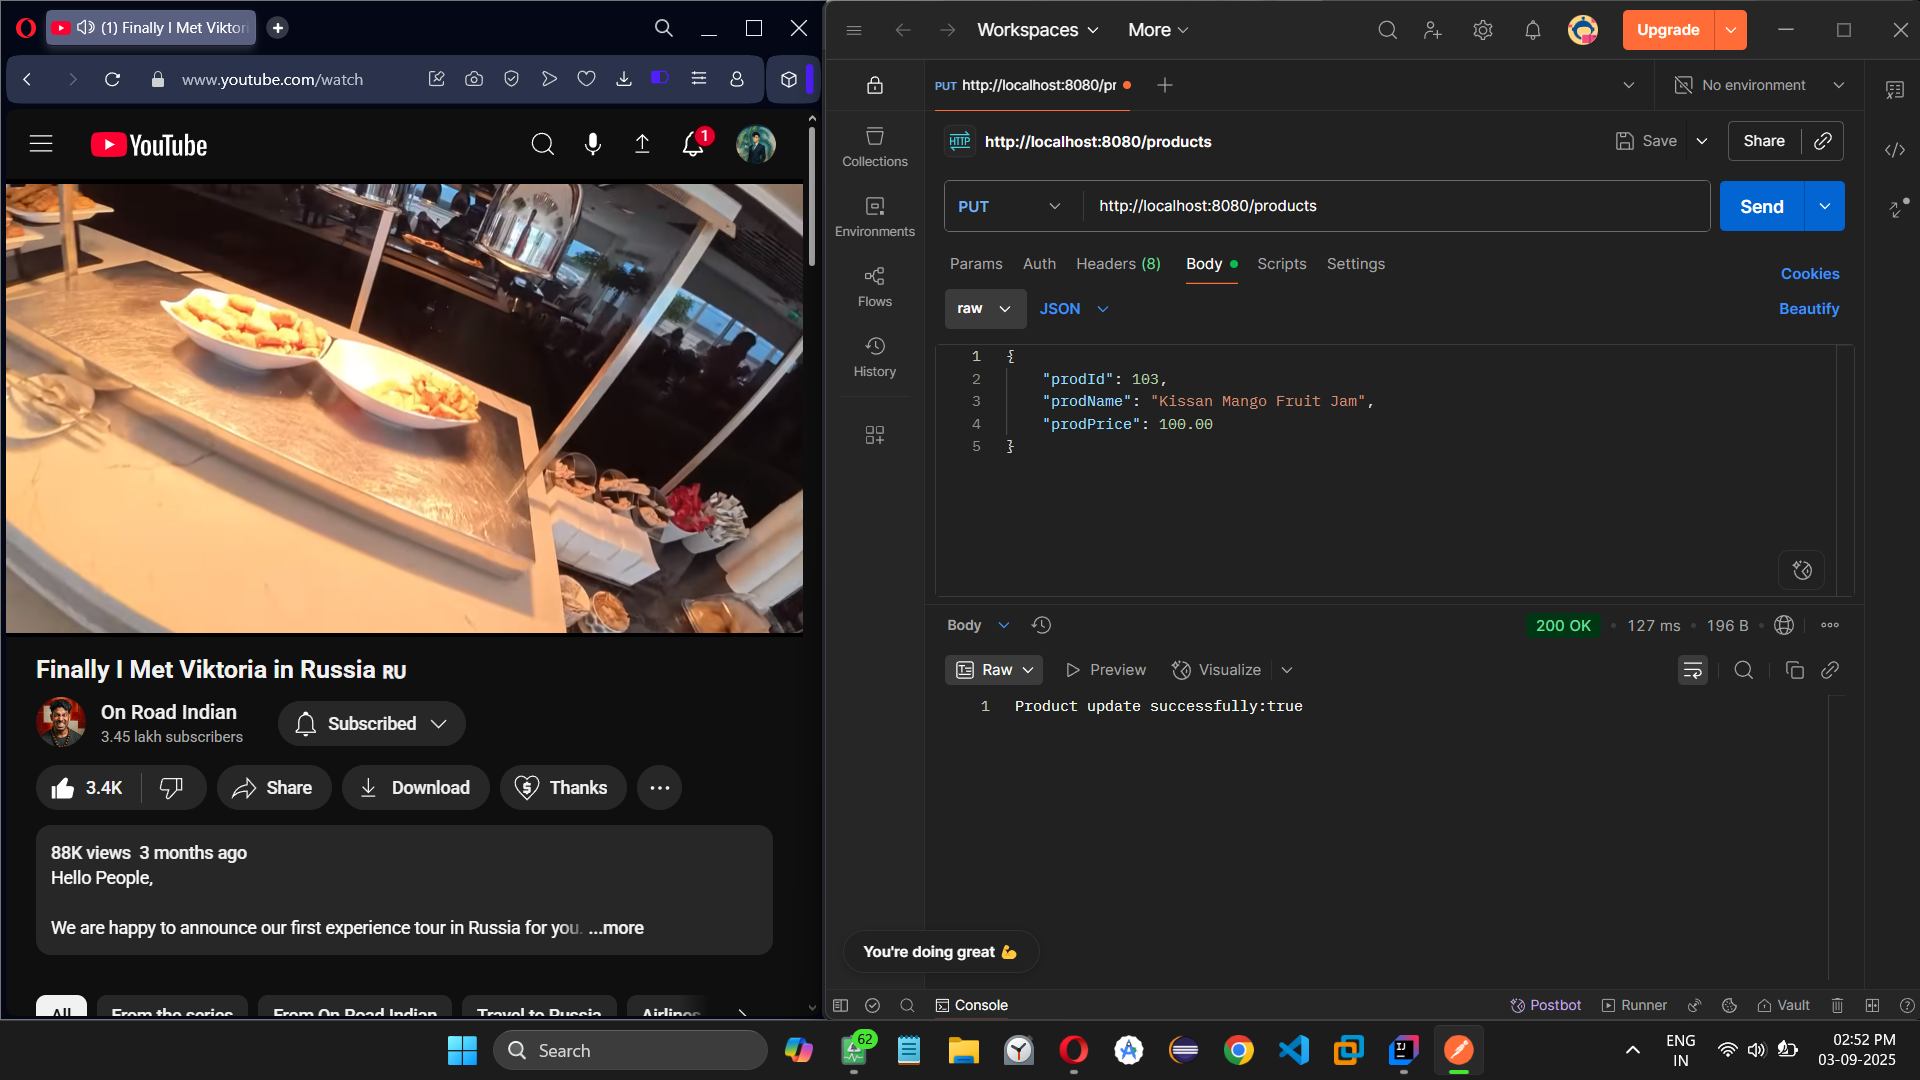 (1) Finally I Met Viktori
www.youtube.com/watch
YouTube
1
Finally I Met Viktoria in Russia RU
On Road Indian
3.45 lakh subscribers
Subscribed
3.4K
Share
Download
Thanks
88K views 3 months ago
Hello People,
We are happy to announce our first experience tour in Russia for you. ...more
All
From the series
From On Road Indian
Travel to Russia
Airlines
Workspaces
More
Upgrade
PUT http://localhost:8080/pr
No environment
Collections
Environments
Flows
History
HTTP
http://localhost:8080/products
Save
Share
PUT
http://localhost:8080/products
Send
Params
Auth
Headers (8)
Body
Scripts
Settings
Cookies
raw
JSON
Beautify
1 {
2 "prodId": 103,
3 "prodName": "Kissan Mango Fruit Jam",
4 "prodPrice": 100.00
5 }
Body
200 OK
127 ms
196 B
Raw
Preview
Visualize
1 Product update successfully:true
You're doing great 💪
Console
Postbot
Runner
Vault
Search
62
IJ
ENG
IN
02:52 PM
03-09-2025